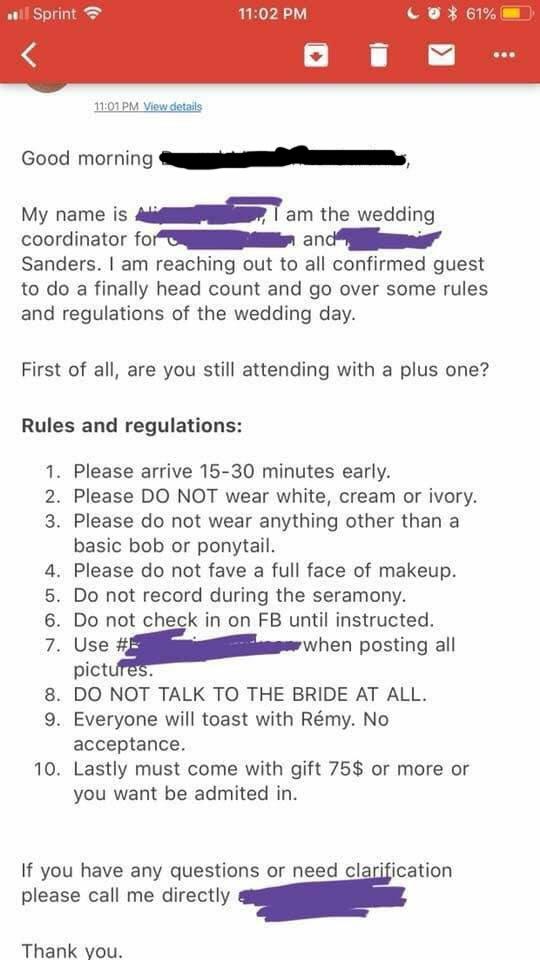 Sprint 11:02 PM 61%
11:01 PM View details
Good morning ,
My name is , I am the wedding
coordinator for and
Sanders. I am reaching out to all confirmed guest
to do a finally head count and go over some rules
and regulations of the wedding day.
First of all, are you still attending with a plus one?
Rules and regulations:
1. Please arrive 15-30 minutes early.
2. Please DO NOT wear white, cream or ivory.
3. Please do not wear anything other than a
basic bob or ponytail.
4. Please do not fave a full face of makeup.
5. Do not record during the seramony.
6. Do not check in on FB until instructed.
7. Use # when posting all
pictures.
8. DO NOT TALK TO THE BRIDE AT ALL.
9. Everyone will toast with Rémy. No
acceptance.
10. Lastly must come with gift 75$ or more or
you want be admited in.
If you have any questions or need clarification
please call me directly
Thank you.